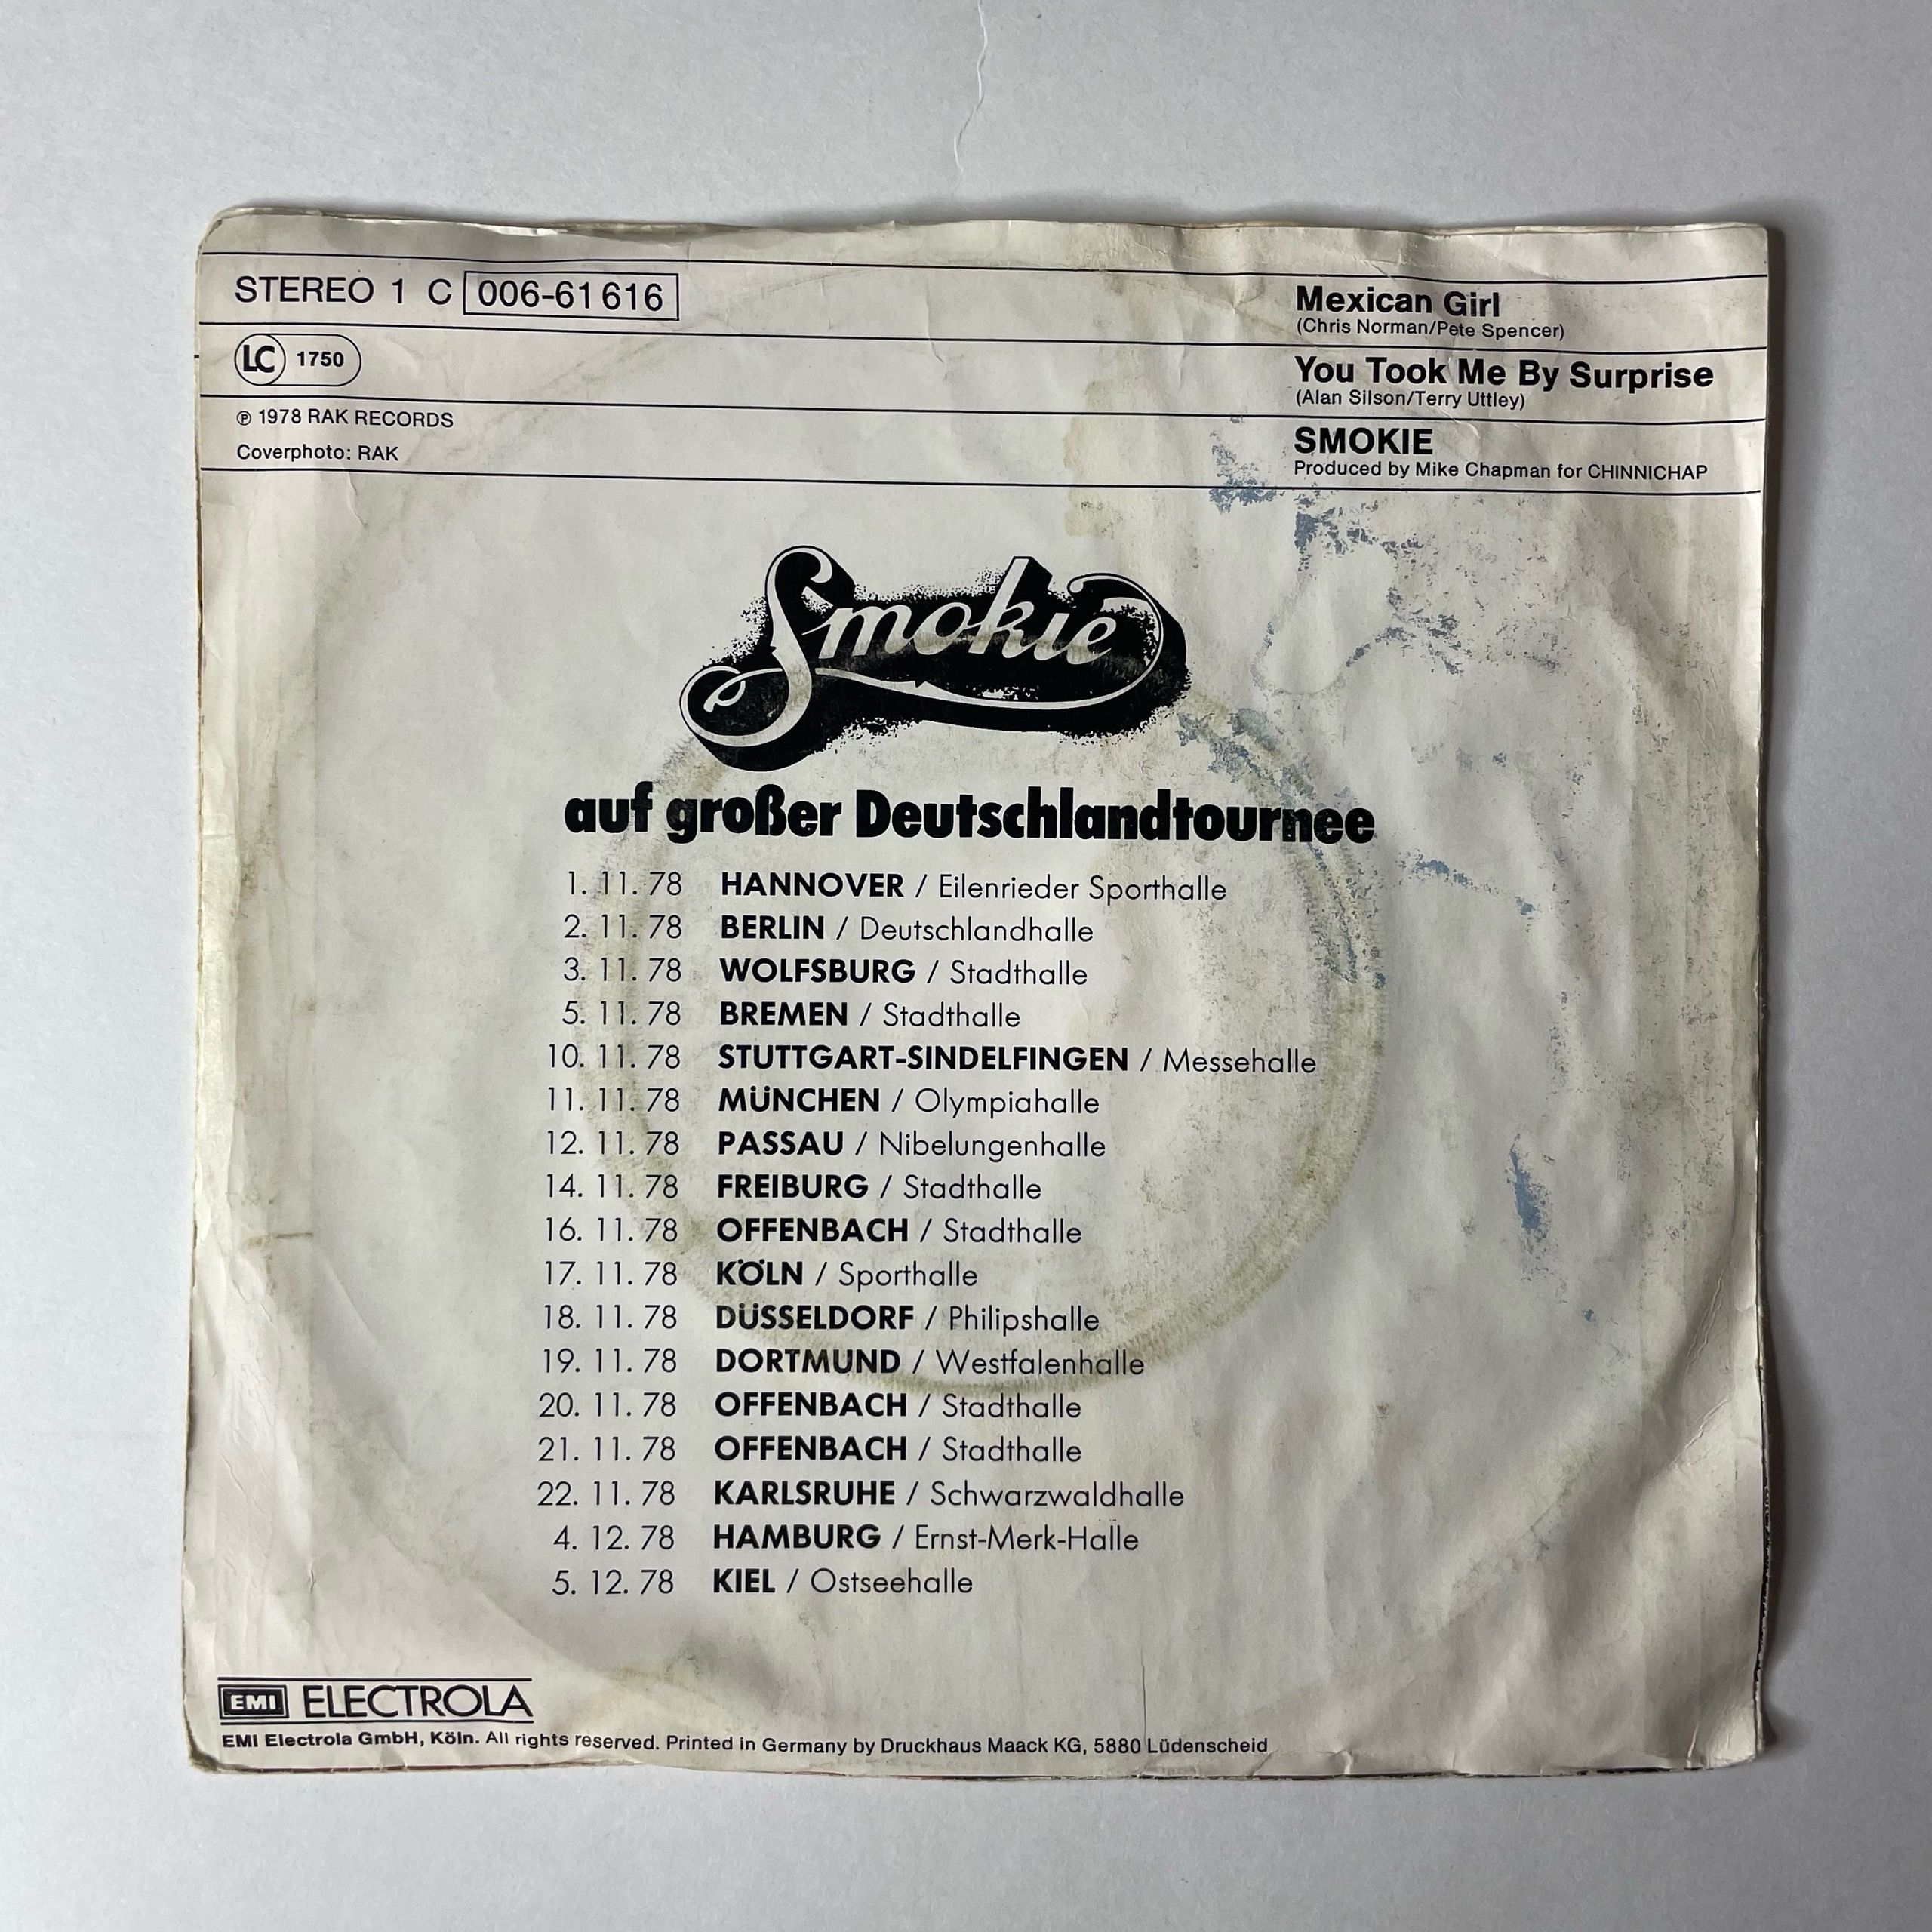 STEREO 1 C 006-61616
LC 1750
℗ 1978 RAK RECORDS
Coverphoto: RAK
Mexican Girl
(Chris Norman/Pete Spencer)
You Took Me By Surprise
(Alan Silson/Terry Uttley)
SMOKIE
Produced by Mike Chapman for CHINNICHAP
Smokie
auf großer Deutschlandtournee
1. 11. 78 HANNOVER / Eilenrieder Sporthalle
2. 11. 78 BERLIN / Deutschlandhalle
3. 11. 78 WOLFSBURG / Stadthalle
5. 11. 78 BREMEN / Stadthalle
10. 11. 78 STUTTGART-SINDELFINGEN / Messehalle
11. 11. 78 MÜNCHEN / Olympiahalle
12. 11. 78 PASSAU / Nibelungenhalle
14. 11. 78 FREIBURG / Stadthalle
16. 11. 78 OFFENBACH / Stadthalle
17. 11. 78 KÖLN / Sporthalle
18. 11. 78 DÜSSELDORF / Philipshalle
19. 11. 78 DORTMUND / Westfalenhalle
20. 11. 78 OFFENBACH / Stadthalle
21. 11. 78 OFFENBACH / Stadthalle
22. 11. 78 KARLSRUHE / Schwarzwaldhalle
4. 12. 78 HAMBURG / Ernst-Merk-Halle
5. 12. 78 KIEL / Ostseehalle
EMI ELECTROLA
EMI Electrola GmbH, Köln. All rights reserved. Printed in Germany by Druckhaus Maack KG, 5880 Lüdenscheid